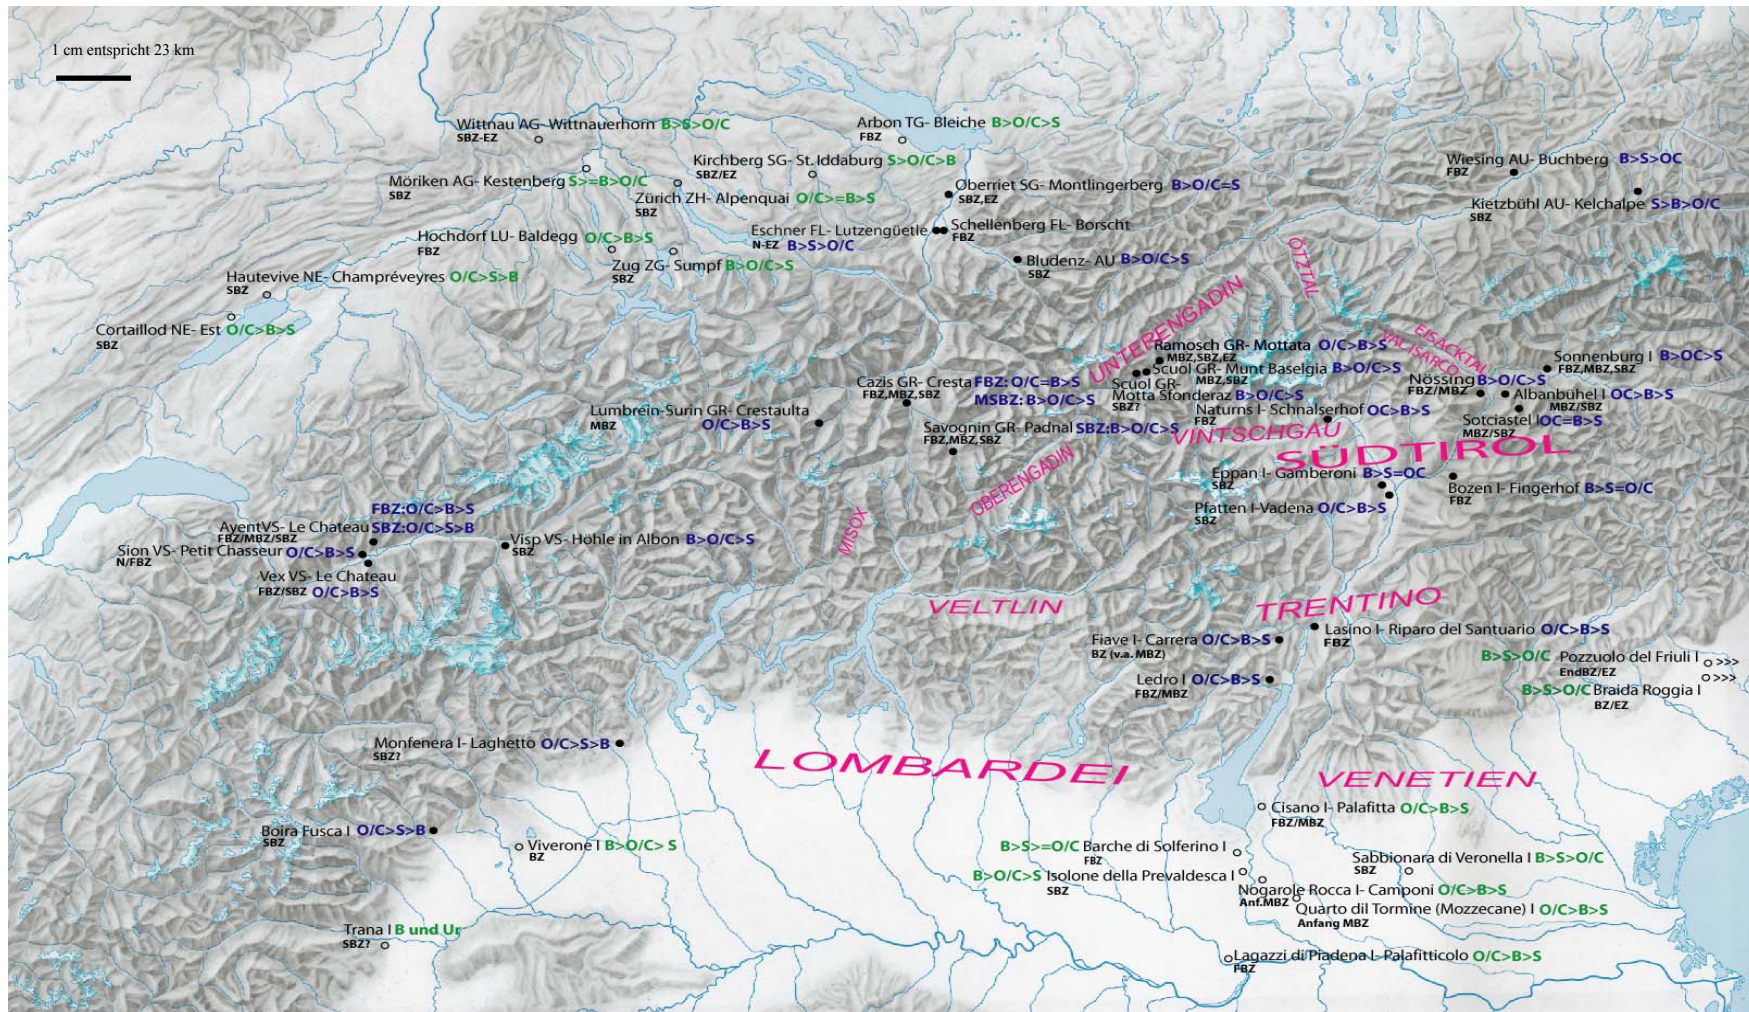 1 cm entspricht 23 km
Wittnau AG- Wittnauerhorn B>S>O/C
SBZ-EZ
Arbon TG- Bleiche B>O/C>S
FBZ
Kirchberg SG- St.Iddaburg S>O/C>B
SBZ/EZ
Wiesing AU- Buchberg B>S>OC
FBZ
Möriken AG- Kestenberg S>=B>O/C
SBZ
Zürich ZH- Alpenquai O/C>=B>S
SBZ
Oberriet SG- Montlingerberg B>O/C=S
SBZ,EZ
Kietzbühl AU- Kelchalpe S>B>O/C
SBZ
Hochdorf LU- Baldegg O/C>B>S
FBZ
Eschner FL- Lutzengüetle
N-EZ B>S>O/C
Schellenberg FL- Borscht
FBZ
Zug ZG- Sumpf B>O/C>S
SBZ
Bludenz- AU B>O/C>S
SBZ
ÖTZTAL
Hautevive NE- Champréveyres O/C>S>B
SBZ
Cortaillod NE- Est O/C>B>S
SBZ
UNTERENGADIN
EISACKTAL
VAL ISARCO
Ramosch GR- Mottata O/C>B>S
MBZ,SBZ,EZ
Scuol GR- Munt Baselgia B>O/C>S
MBZ,SBZ
Scuol GR-
Motta Sfonderaz B>O/C>S
SBZ?
Sonnenburg I B>OC>S
FBZ,MBZ,SBZ
Nössing B>O/C>S
FBZ/MBZ
Albanbühel I OC>B>S
MBZ/SBZ
Cazis GR- Cresta FBZ: O/C=B>S
FBZ,MBZ,SBZ
MSBZ: B>O/C>S
Lumbrein-Surin GR- Crestaulta
MBZ
O/C>B>S
Naturns I- Schnalserhof OC>B>S
FBZ
Sotciastel I OC=B>S
MBZ/SBZ
Savognin GR- Padnal SBZ:B>O/C>S
FBZ,MBZ,SBZ
VINTSCHGAU
SÜDTIROL
OBERENGADIN
Eppan I- Gamberoni B>S=OC
SBZ
Bozen I- Fingerhof B>S=O/C
FBZ
Pfatten I-Vadena O/C>B>S
SBZ
FBZ:O/C>B>S
AyentVS- Le Chateau SBZ:O/C>S>B
FBZ/MBZ/SBZ
MISOX
Visp VS- Höhle in Albon B>O/C>S
SBZ
Sion VS- Petit Chasseur O/C>B>S
N/FBZ
Vex VS- Le Chateau
FBZ/SBZ O/C>B>S
VELTLIN
TRENTINO
Fiave I- Carrera O/C>B>S
BZ (v.a. MBZ)
Lasino I- Riparo del Santuario O/C>B>S
FBZ
B>S>O/C Pozzuolo del Friuli I >>>
EndBZ/EZ
Ledro I O/C>B>S
FBZ/MBZ
B>S>O/C Braida Roggia I >>>
BZ/EZ
Monfenera I- Laghetto O/C>S>B
SBZ?
LOMBARDEI
VENETIEN
Cisano I- Palafitta O/C>B>S
FBZ/MBZ
Boira Fusca I O/C>S>B
SBZ
Viverone I B>O/C> S
BZ
B>S>=O/C Barche di Solferino I
FBZ
Sabbionara di Veronella I B>S>O/C
SBZ
B>O/C>S Isolone della Prevaldesca I
SBZ
Nogarole Rocca I- Camponi O/C>B>S
Anf.MBZ
Quarto dil Tormine (Mozzecane) I O/C>B>S
Anfang MBZ
Trana I B und Ur
SBZ?
Lagazzi di Piadena I- Palafitticolo O/C>B>S
FBZ